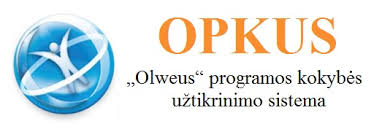 OPKUS
„Olweus“ programos kokybės
užtikrinimo sistema